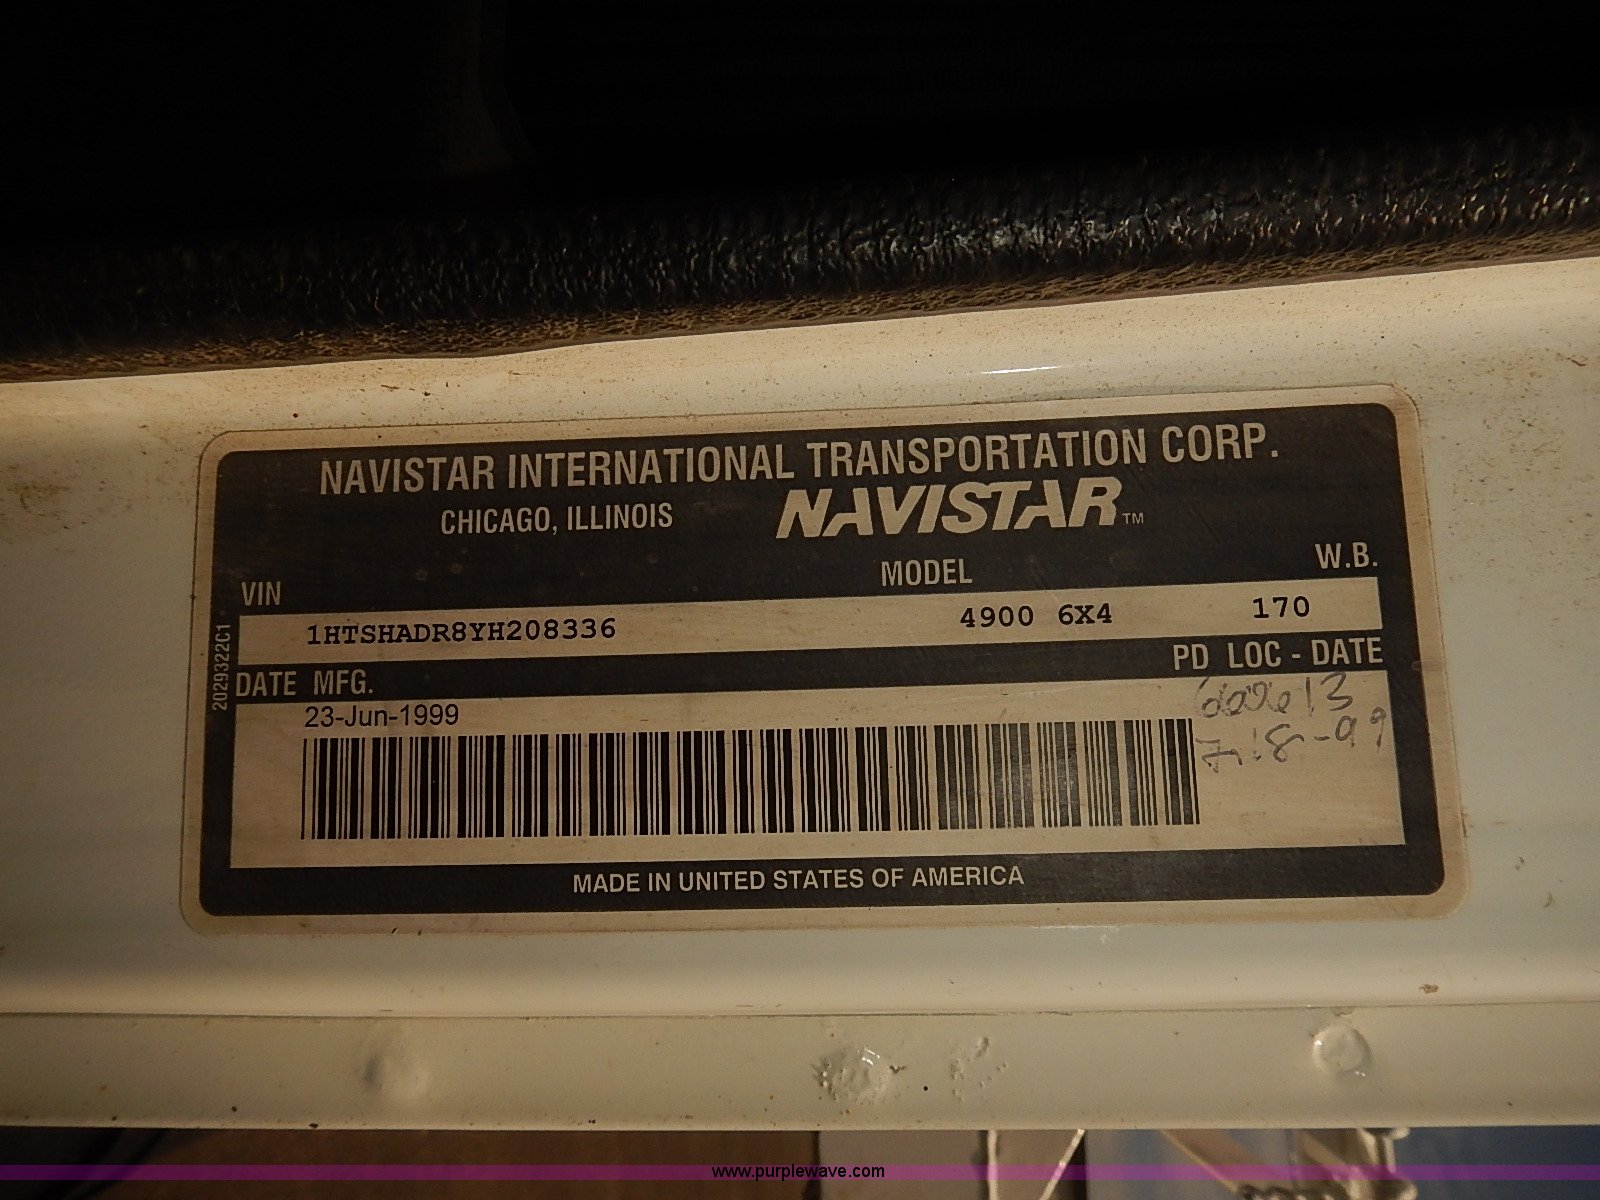 NAVISTAR INTERNATIONAL TRANSPORTATION CORP.
CHICAGO, ILLINOIS NAVISTAR™
VIN MODEL W.B.
1HTSHADR8YH208336 4900 6X4 170
2029322C1
DATE MFG. PD LOC - DATE
23-Jun-1999
MADE IN UNITED STATES OF AMERICA
www.purplewave.com